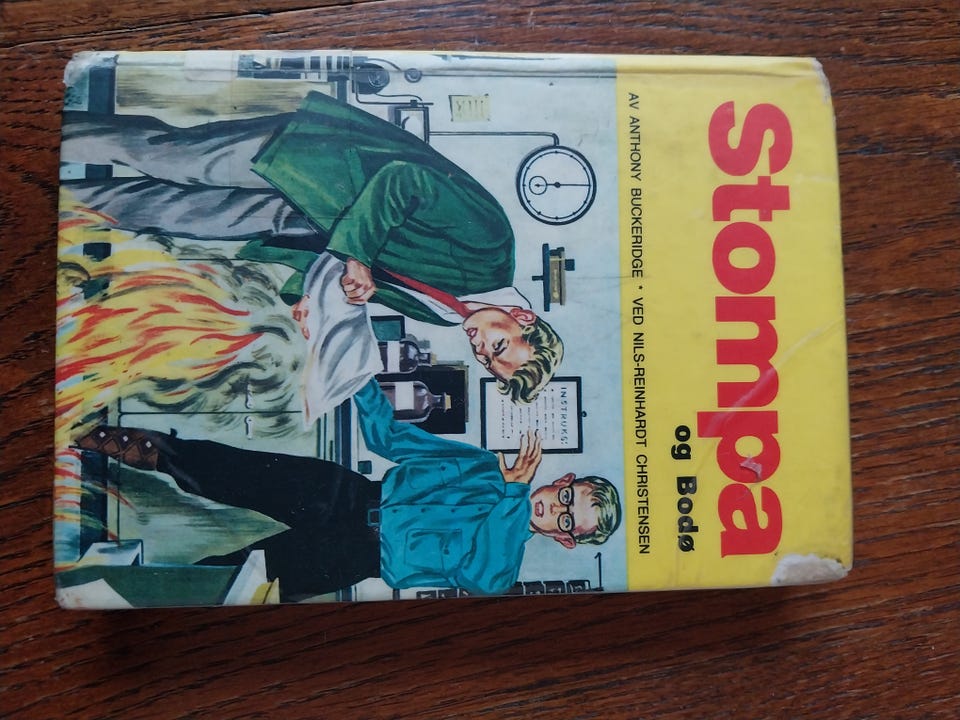 Stompa
og Bodø
AV ANTHONY BUCKERIDGE * VED NILS-REINHARDT CHRISTENSEN
INSTRUKS: